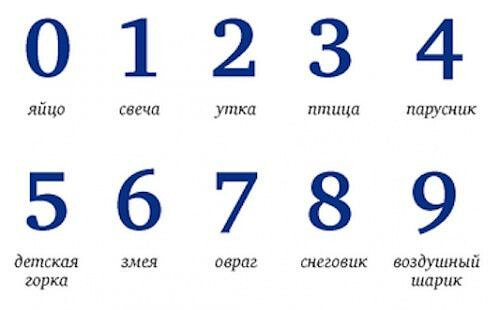 0 1 2 3 4
яйцо свеча утка птица парусник
5 6 7 8 9
детская горка змея овраг снеговик воздушный шарик